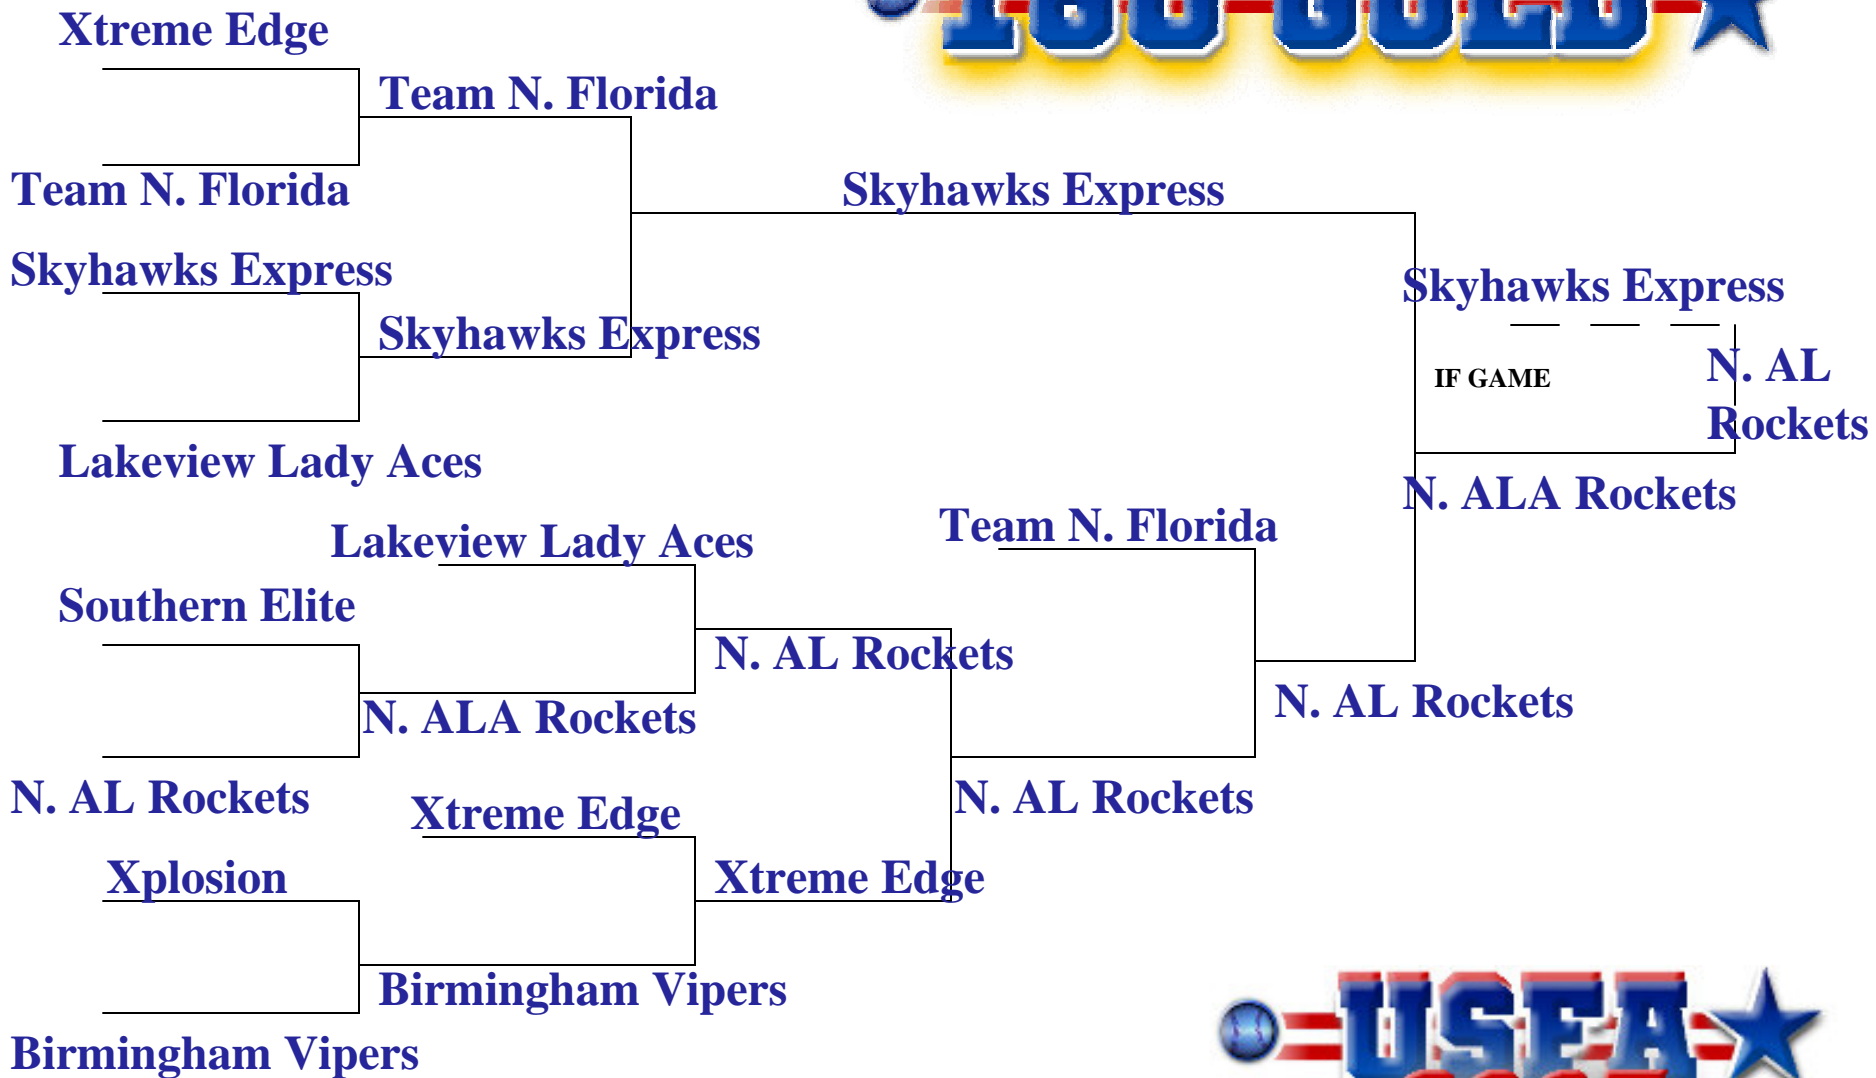 GOLD
Xtreme Edge
Team N. Florida
Team N. Florida
Skyhawks Express
Skyhawks Express
Skyhawks Express
Skyhawks Express
IF GAME
N. AL
Rockets
Lakeview Lady Aces
N. ALA Rockets
Team N. Florida
Lakeview Lady Aces
Southern Elite
N. AL Rockets
N. ALA Rockets
N. AL Rockets
N. AL Rockets
Xtreme Edge
N. AL Rockets
Xplosion
Xtreme Edge
Birmingham Vipers
Birmingham Vipers
USFA